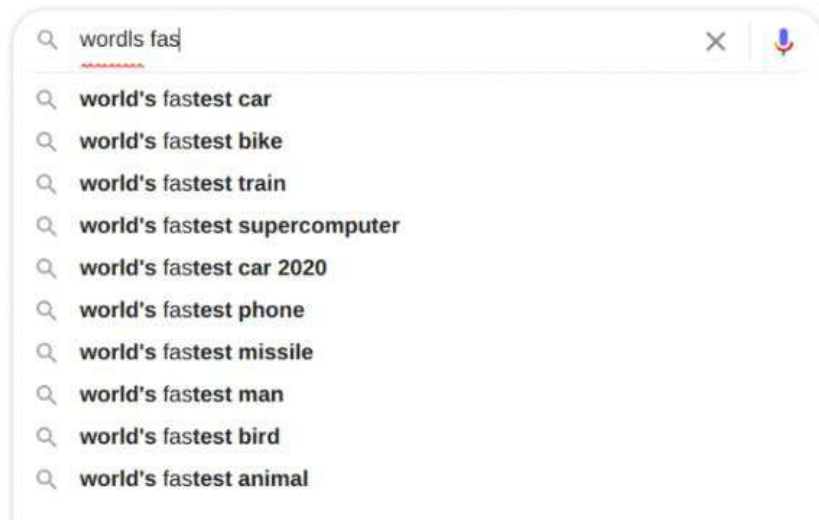 wordls fas
world's fastest car
world's fastest bike
world's fastest train
world's fastest supercomputer
world's fastest car 2020
world's fastest phone
world's fastest missile
world's fastest man
world's fastest bird
world's fastest animal